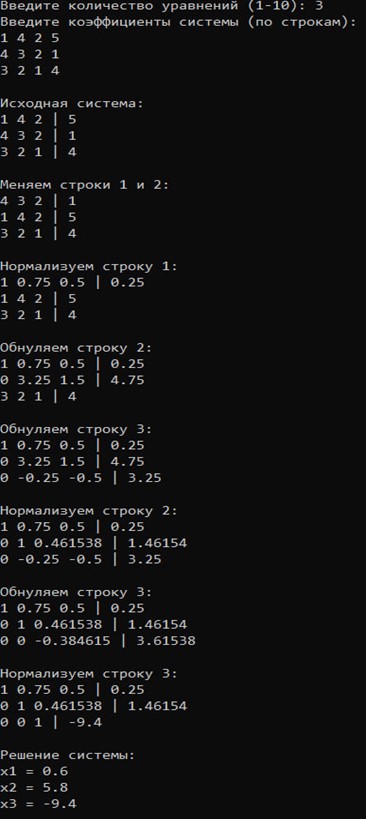 Введите количество уравнений (1-10): 3
Введите коэффициенты системы (по строкам):
1 4 2 5
4 3 2 1
3 2 1 4
Исходная система:
1 4 2 | 5
4 3 2 | 1
3 2 1 | 4
Меняем строки 1 и 2:
4 3 2 | 1
1 4 2 | 5
3 2 1 | 4
Нормализуем строку 1:
1 0.75 0.5 | 0.25
1 4 2 | 5
3 2 1 | 4
Обнуляем строку 2:
1 0.75 0.5 | 0.25
0 3.25 1.5 | 4.75
3 2 1 | 4
Обнуляем строку 3:
1 0.75 0.5 | 0.25
0 3.25 1.5 | 4.75
0 -0.25 -0.5 | 3.25
Нормализуем строку 2:
1 0.75 0.5 | 0.25
0 1 0.461538 | 1.46154
0 -0.25 -0.5 | 3.25
Обнуляем строку 3:
1 0.75 0.5 | 0.25
0 1 0.461538 | 1.46154
0 0 -0.384615 | 3.61538
Нормализуем строку 3:
1 0.75 0.5 | 0.25
0 1 0.461538 | 1.46154
0 0 1 | -9.4
Решение системы:
x1 = 0.6
x2 = 5.8
x3 = -9.4